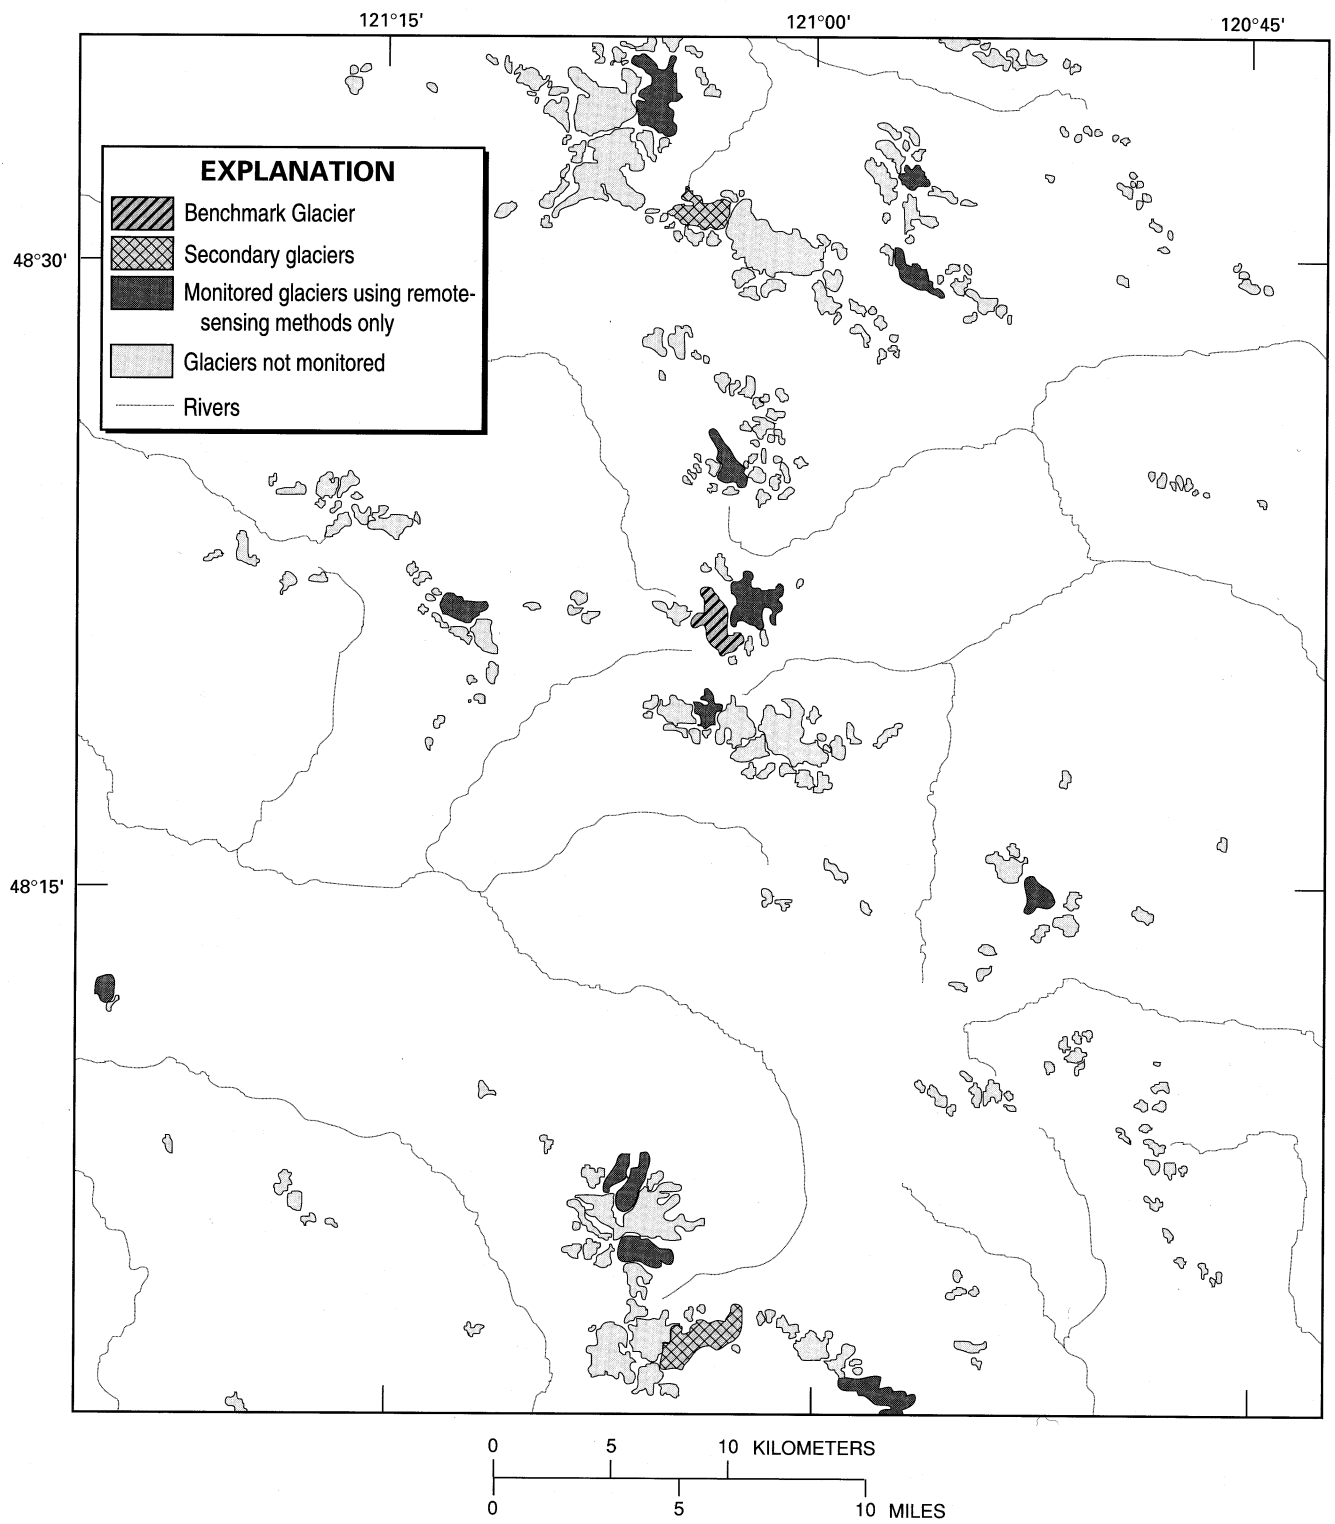 121°15' 121°00' 120°45'
EXPLANATION
Benchmark Glacier
48°30' Secondary glaciers
Monitored glaciers using remote-
sensing methods only
Glaciers not monitored
Rivers
48°15'
0 5 10 KILOMETERS
0 5 10 MILES